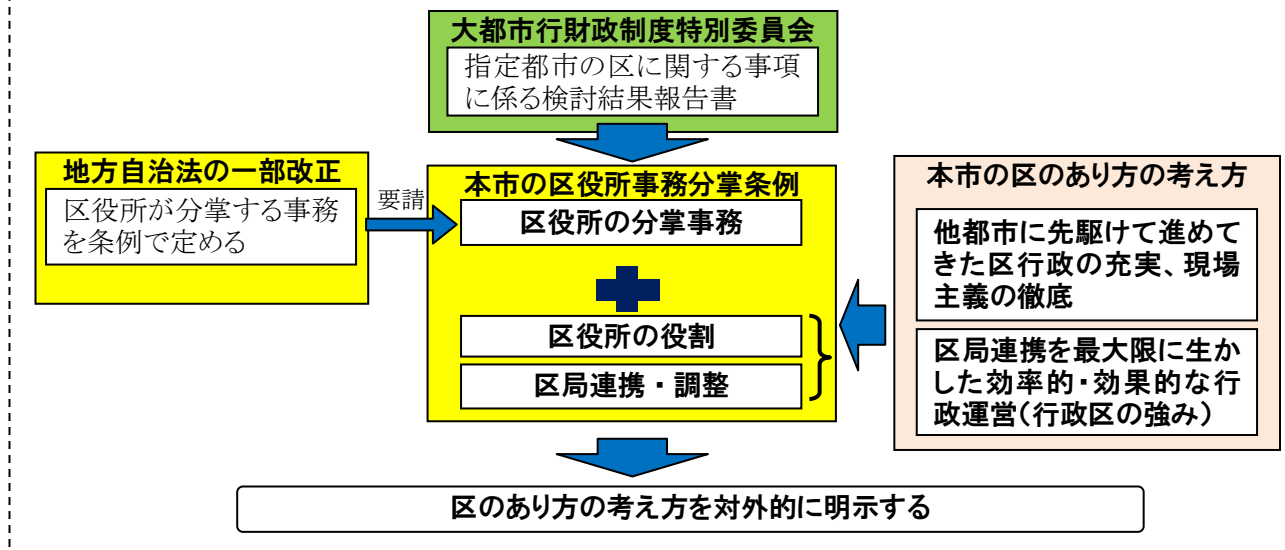 大都市行財政制度特別委員会
指定都市の区に関する事項
に係る検討結果報告書
地方自治法の一部改正
区役所が分掌する事務
を条例で定める
要請
本市の区役所事務分掌条例
区役所の分掌事務
区役所の役割
区局連携・調整
本市の区のあり方の考え方
他都市に先駆けて進めて
きた区行政の充実、現場
主義の徹底
区局連携を最大限に生か
した効率的・効果的な行
政運営(行政区の強み)
区のあり方の考え方を対外的に明示する